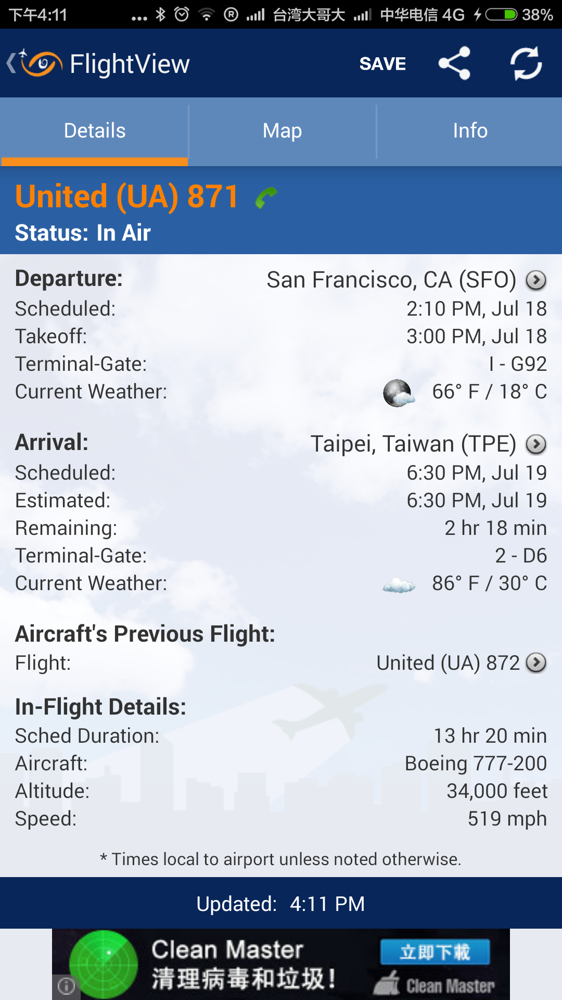 下午4:11 ... ® 台湾大哥大 中华电信 4G 38%
FlightView SAVE
Details Map Info
United (UA) 871
Status: In Air
Departure: San Francisco, CA (SFO)
Scheduled: 2:10 PM, Jul 18
Takeoff: 3:00 PM, Jul 18
Terminal-Gate: I - G92
Current Weather: 66° F / 18° C
Arrival: Taipei, Taiwan (TPE)
Scheduled: 6:30 PM, Jul 19
Estimated: 6:30 PM, Jul 19
Remaining: 2 hr 18 min
Terminal-Gate: 2 - D6
Current Weather: 86° F / 30° C
Aircraft's Previous Flight:
Flight: United (UA) 872
In-Flight Details:
Sched Duration: 13 hr 20 min
Aircraft: Boeing 777-200
Altitude: 34,000 feet
Speed: 519 mph
* Times local to airport unless noted otherwise.
Updated: 4:11 PM
Clean Master 立即下載
清理病毒和垃圾! Clean Master